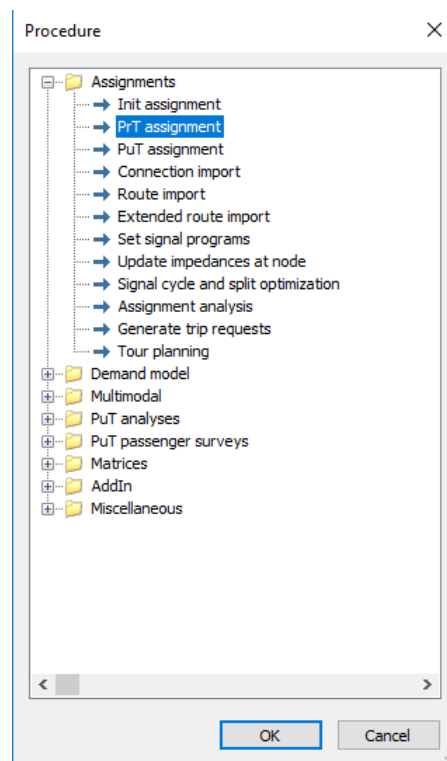 Procedure
Assignments
Init assignment
PrT assignment
PuT assignment
Connection import
Route import
Extended route import
Set signal programs
Update impedances at node
Signal cycle and split optimization
Assignment analysis
Generate trip requests
Tour planning
Demand model
Multimodal
PuT analyses
PuT passenger surveys
Matrices
AddIn
Miscellaneous
OK Cancel